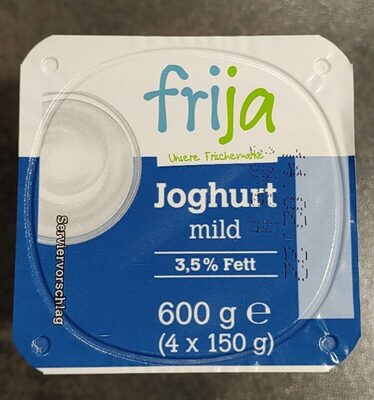 frija
Unsere Frischemarke
Joghurt
mild
3,5% Fett
600 g e
(4 x 150 g)
Serviervorschlag